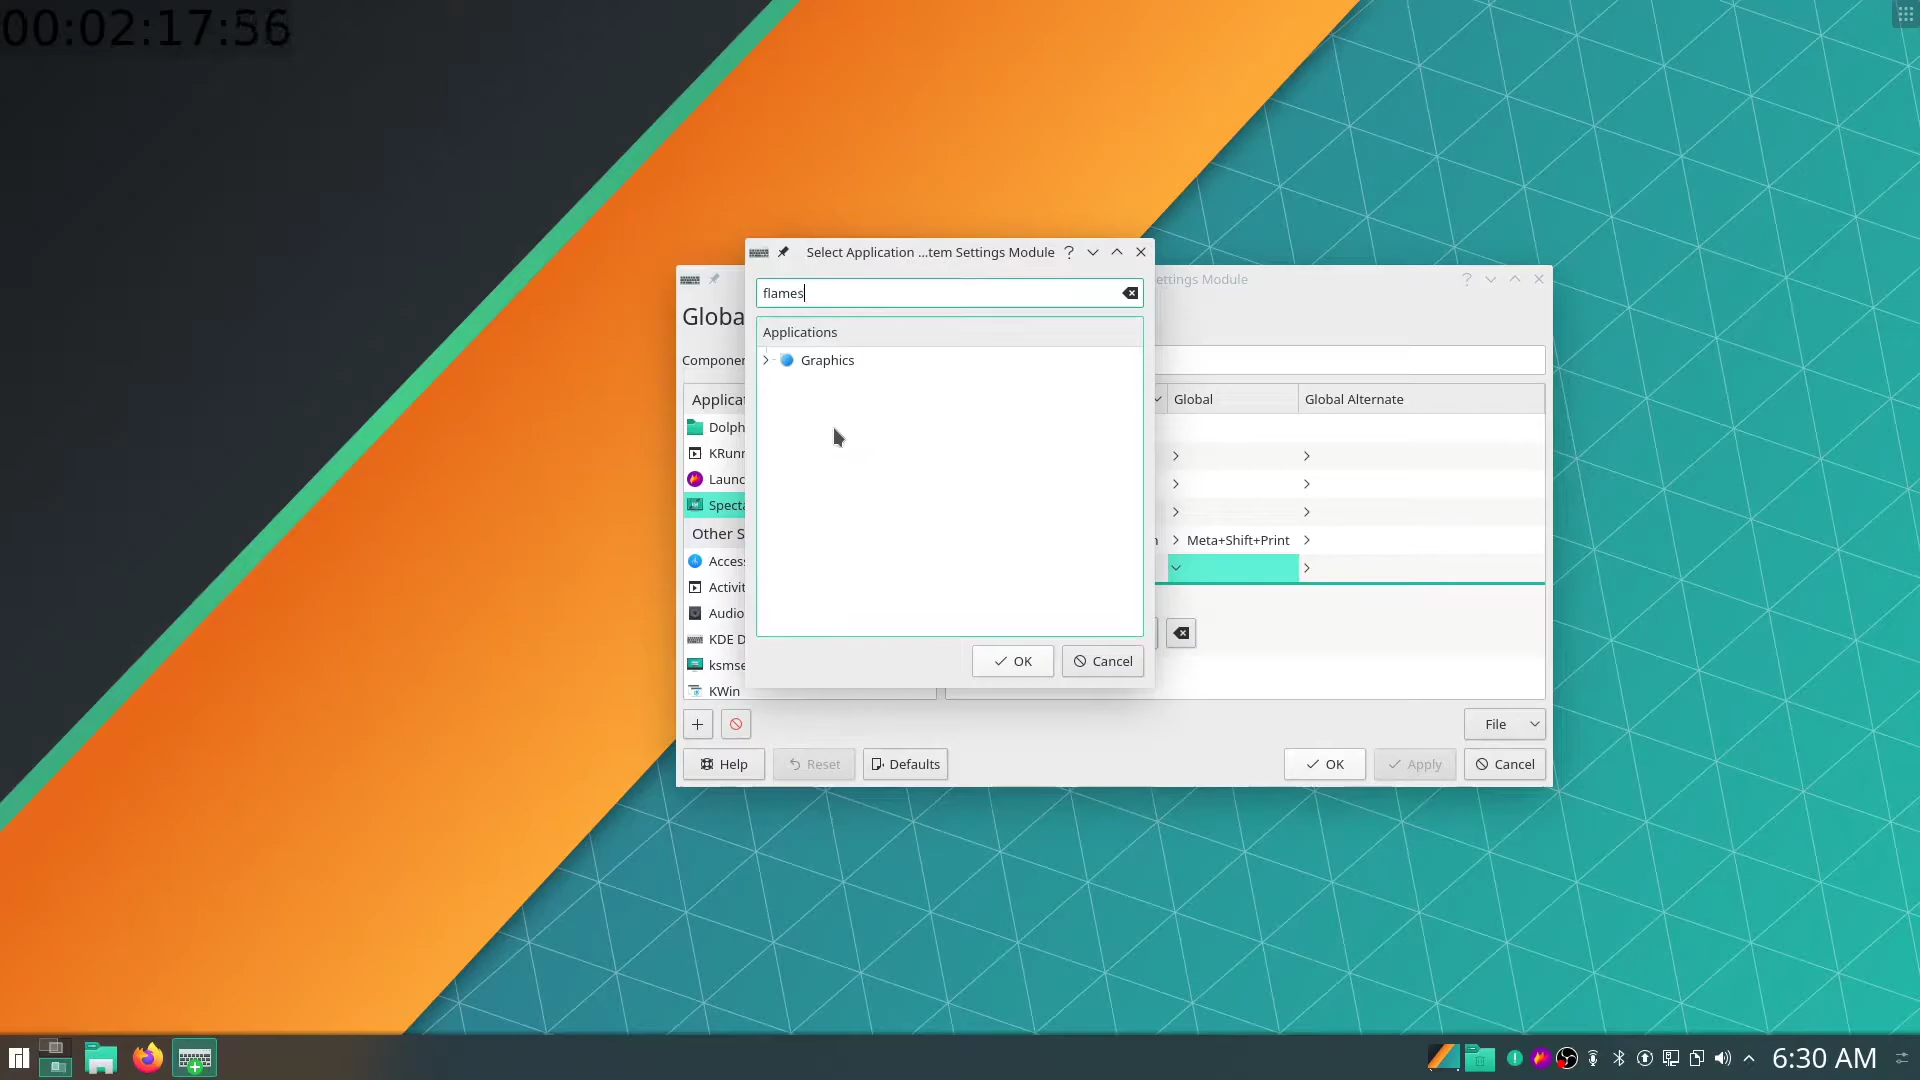 00:02:17:56
Select Application ...tem Settings Module
flames
Applications
Graphics
OK
Cancel
ettings Module
Globa
Componen
Applicat
Dolph
KRunn
Launc
Specta
Other S
Acces
Activit
Audio
KDE D
ksmse
KWin
Global
Global Alternate
Meta+Shift+Print
File
Help
Reset
Defaults
OK
Apply
Cancel
6:30 AM